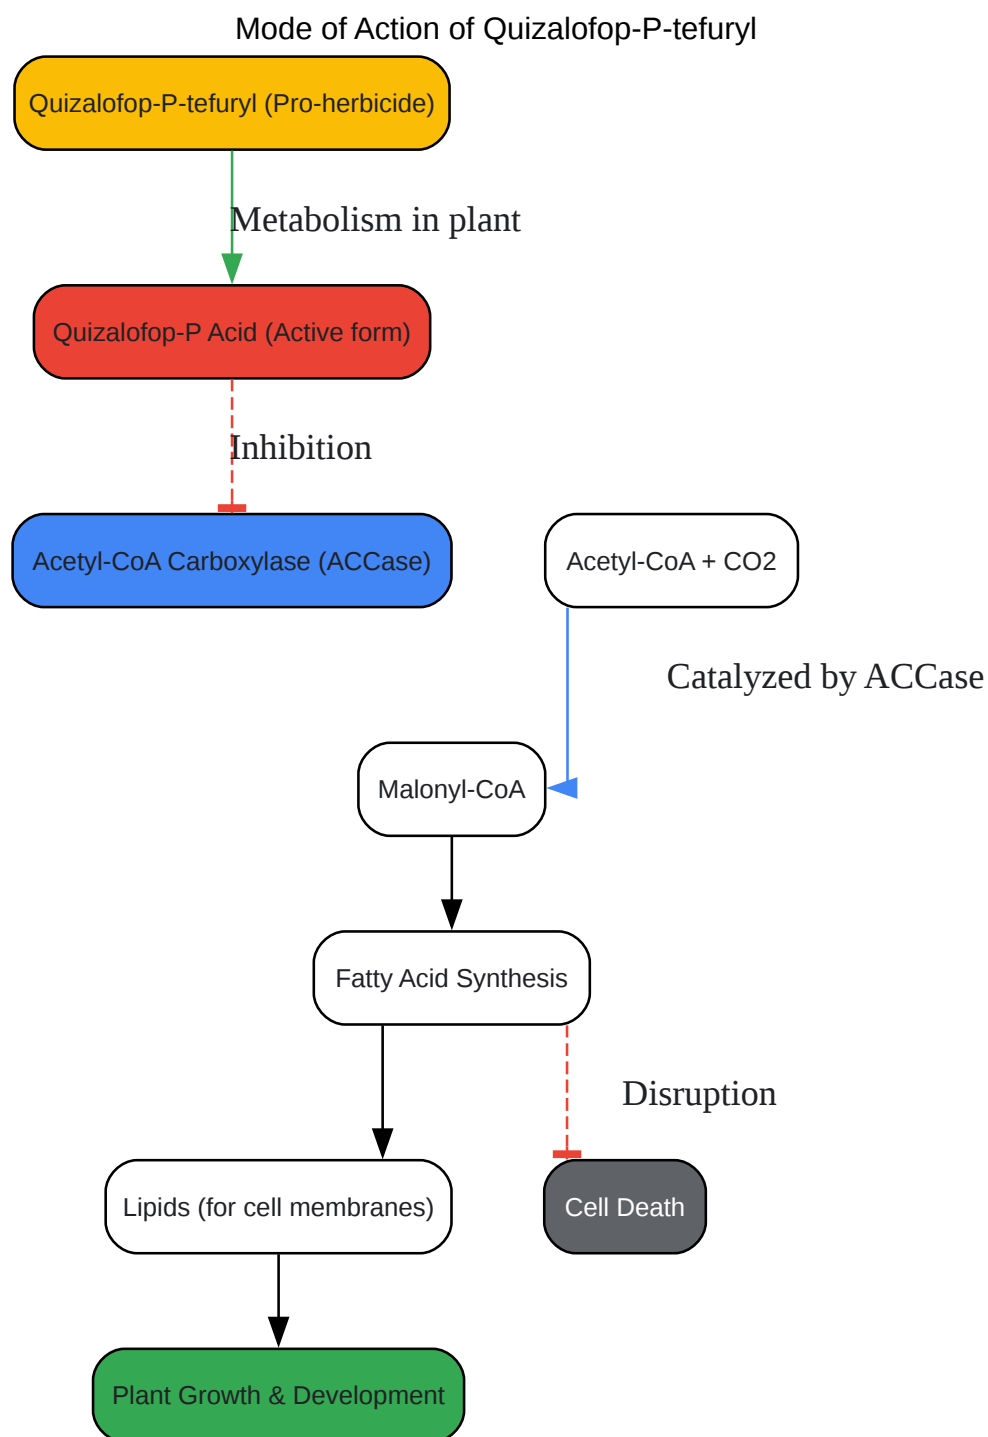 Mode of Action of Quizalofop-P-tefuryl
Quizalofop-P-tefuryl (Pro-herbicide)
Metabolism in plant
Quizalofop-P Acid (Active form)
Inhibition
Acetyl-CoA Carboxylase (ACCase)
Acetyl-CoA + CO2
Catalyzed by ACCase
Malonyl-CoA
Fatty Acid Synthesis
Disruption
Lipids (for cell membranes)
Cell Death
Plant Growth & Development